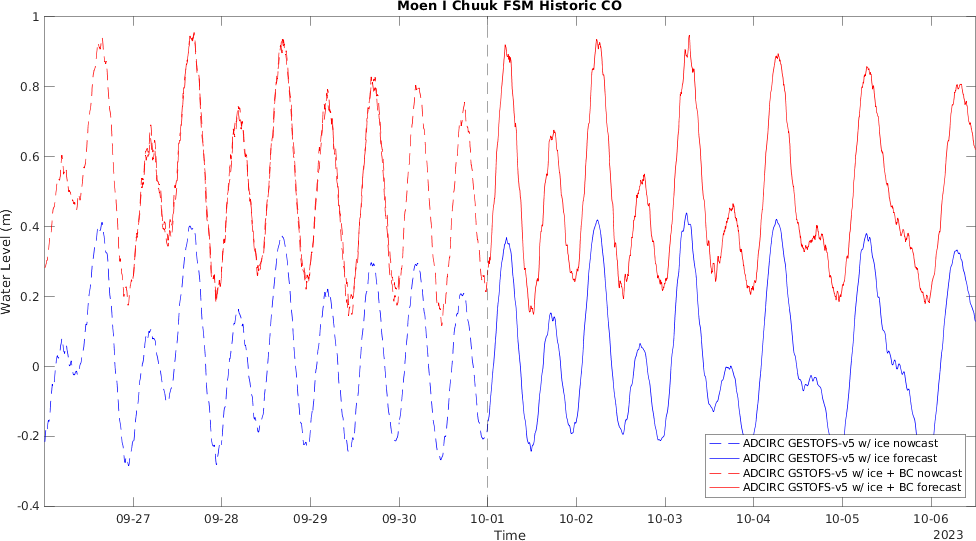 Moen I Chuuk FSM Historic CO
1
0.8
0.6
0.4
0.2
0
-0.2
-0.4
Water Level (m)
ADCIRC GESTOFS-v5 w/ ice nowcast
ADCIRC GESTOFS-v5 w/ ice forecast
ADCIRC GSTOFS-v5 w/ ice + BC nowcast
ADCIRC GSTOFS-v5 w/ ice + BC forecast
09-27 09-28 09-29 09-30 10-01 10-02 10-03 10-04 10-05 10-06
Time
2023